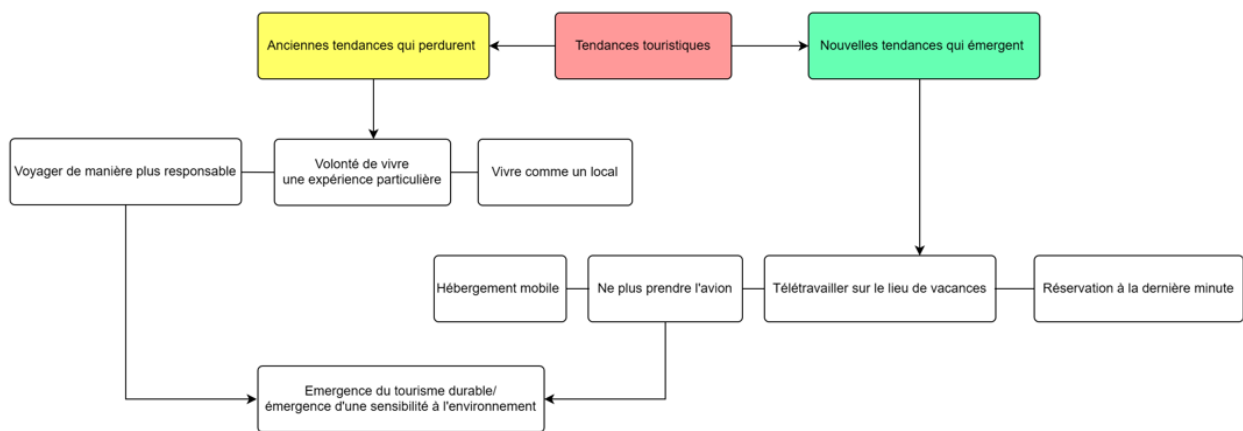 Anciennes tendances qui perdurent
Tendances touristiques
Nouvelles tendances qui émergent
Voyager de manière plus responsable
Volonté de vivre
une expérience particulière
Vivre comme un local
Hébergement mobile
Ne plus prendre l'avion
Télétravailler sur le lieu de vacances
Réservation à la dernière minute
Emergence du tourisme durable/
émergence d'une sensibilité à l'environnement